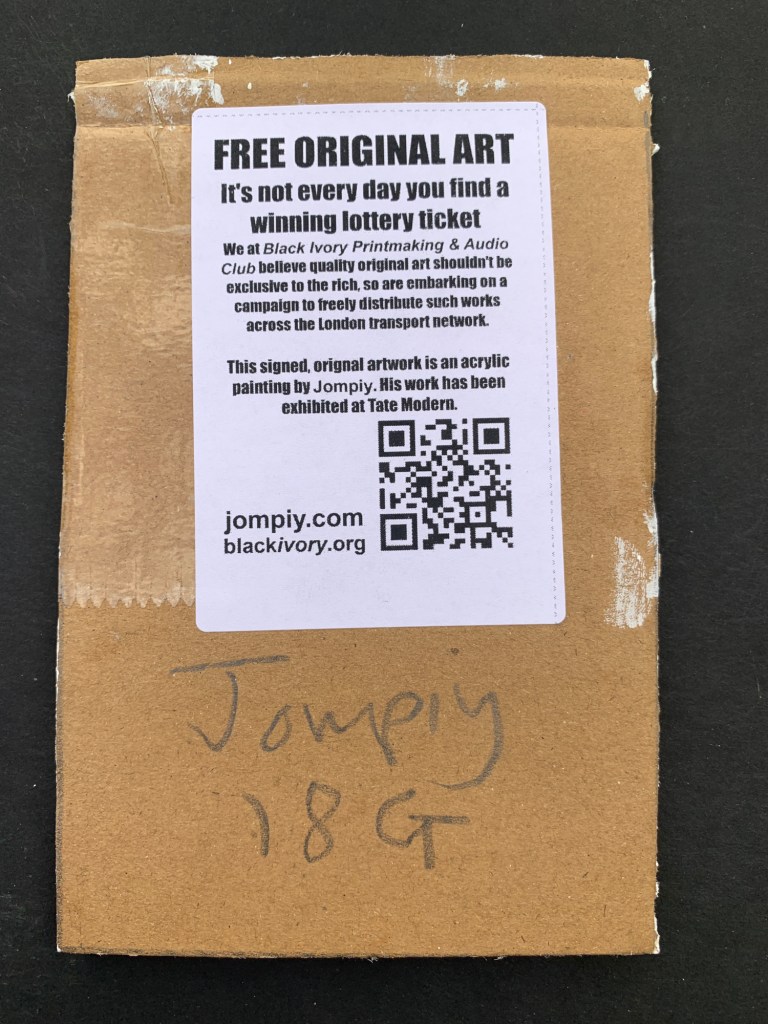 FREE ORIGINAL ART
It's not every day you find a
winning lottery ticket
We at Black Ivory Printmaking & Audio
Club believe quality original art shouldn't be
exclusive to the rich, so are embarking on a
campaign to freely distribute such works
across the London transport network.
This signed, orignal artwork is an acrylic
painting by Jompiy. His work has been
exhibited at Tate Modern.
jompiy.com
blackivory.org
Jompiy
18 G